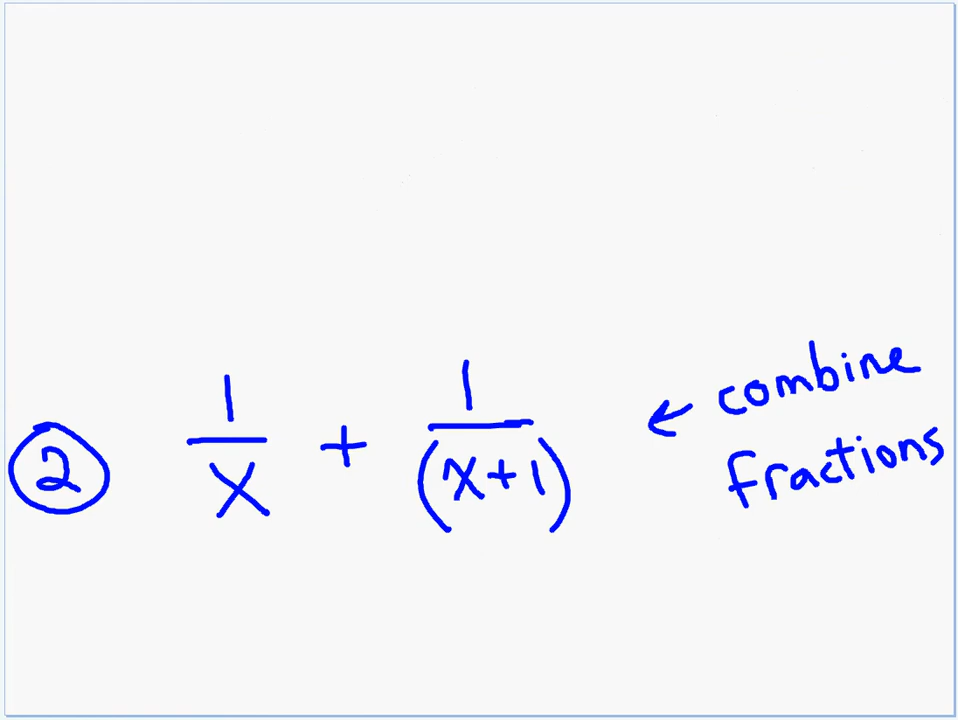 ② 1/x + 1/(x+1) ← combine
fractions